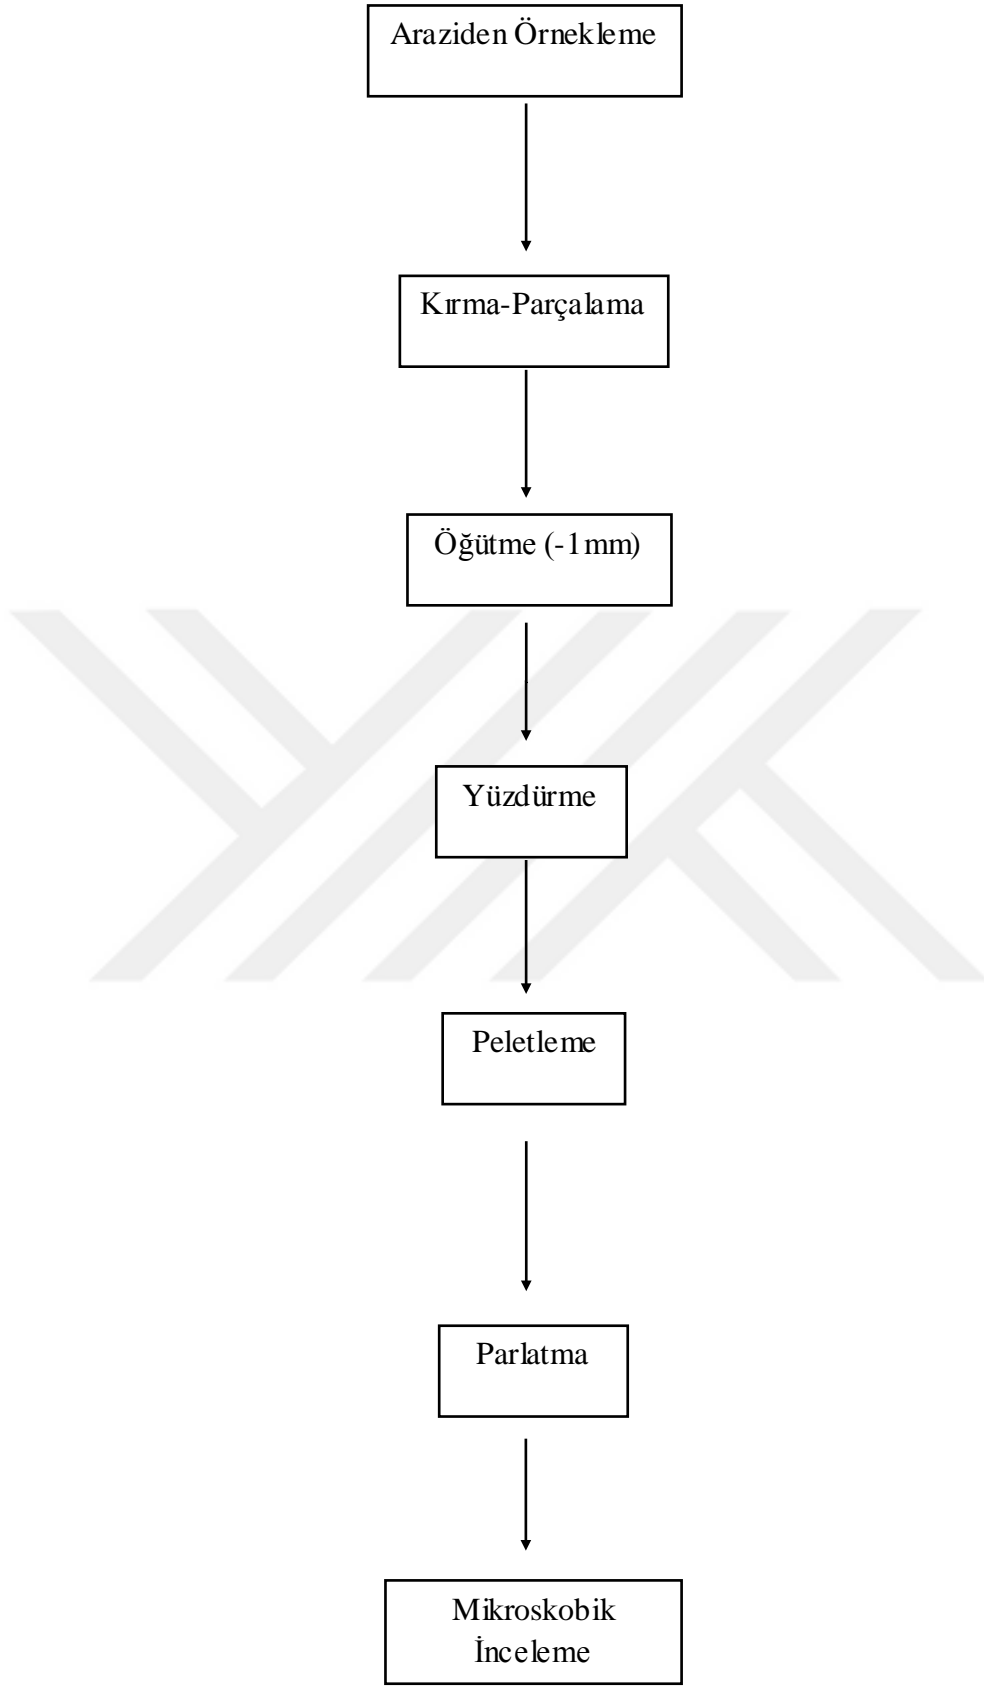 Araziden Örnekleme
Kırma-Parçalama
Öğütme (-1mm)
Yüzdürme
Peletleme
Parlatma
Mikroskobik
İnceleme